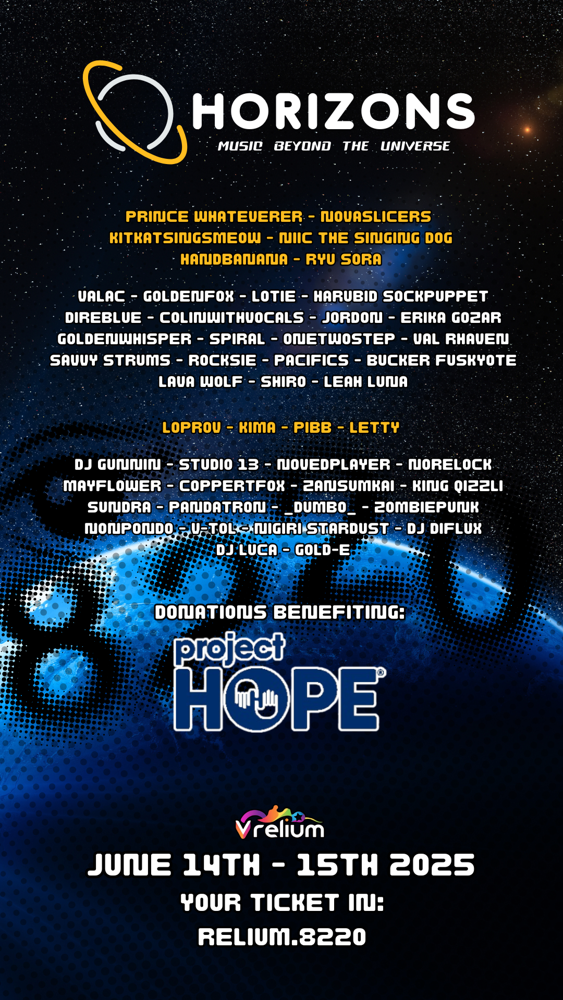 HORIZONS
MUSIC BEYOND THE UNIVERSE
PRINCE WHATEVERER - NOVASLICERS
KITKATSINGSMEOW - NIIC THE SINGING DOG
HANDBANANA - RYU SORA
VALAC - GOLDENFOX - LOTIE - HARUBID SOCKPUPPET
DIREBLUE - COLINWITHVOCALS - JORDON - ERIKA GOZAR
GOLDENWHISPER - SPIRAL - ONETWOSTEP - VAL RHAVEN
SAVVY STRUMS - ROCKSIE - PACIFICS - BUCKER FUSKYOTE
LAVA WOLF - SHIRO - LEAH LUNA
LOPROV - KIMA - PIBB - LETTY
DJ GUNNIN - STUDIO 13 - NOVEDPLAYER - NORELOCK
MAYFLOWER - COPPERTFOX - ZANSUMKAI - KING QIZZLI
SUNDRA - PANDATRON - _DUMBO_ - ZOMBIEPUNK
NONPONDO - V-TOL - NIGIRI STARDUST - DJ DIFLUX
DJ LUCA - GOLD-E
8220
DONATIONS BENEFITING:
project
HOPE®
Vrelium
JUNE 14TH - 15TH 2025
YOUR TICKET IN:
RELIUM.8220